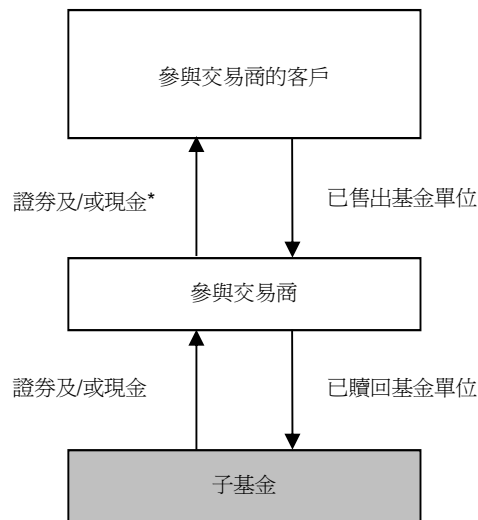 參與交易商的客戶
證券及/或現金*
已售出基金單位
參與交易商
證券及/或現金
已贖回基金單位
子基金